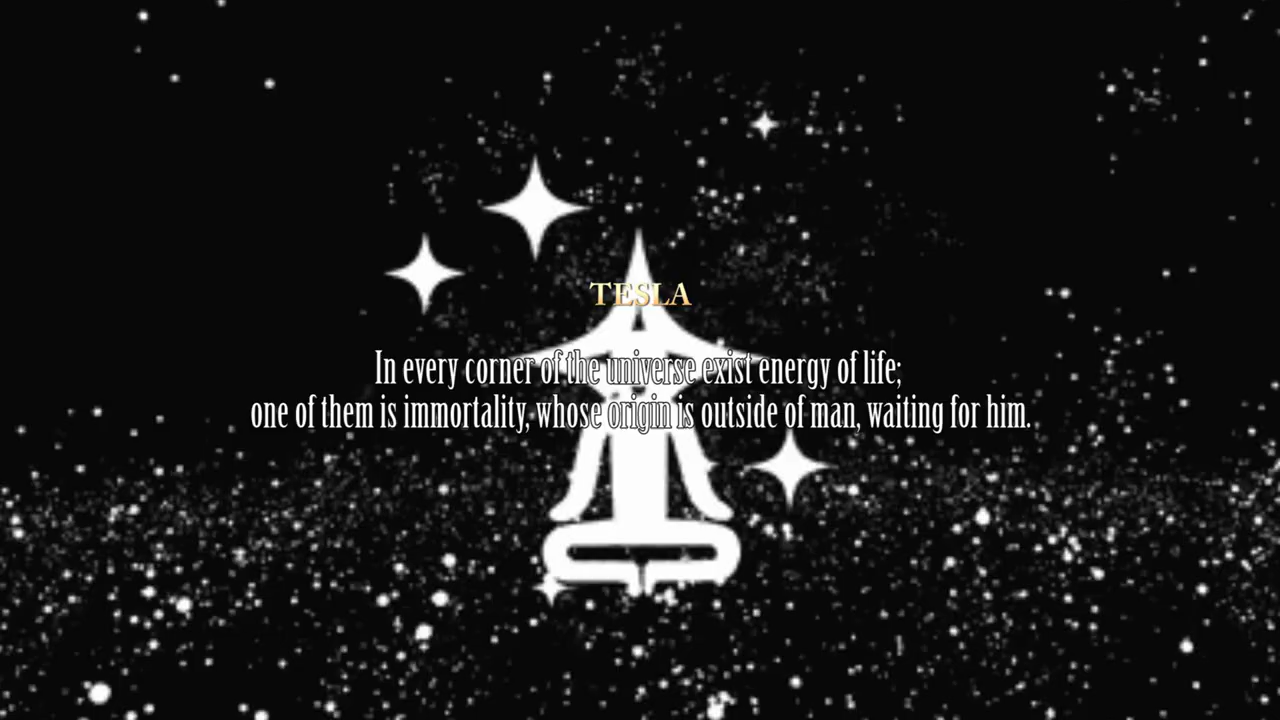 TESLA
In every corner of the universe exist energy of life;
one of them is immortality, whose origin is outside of man, waiting for him.